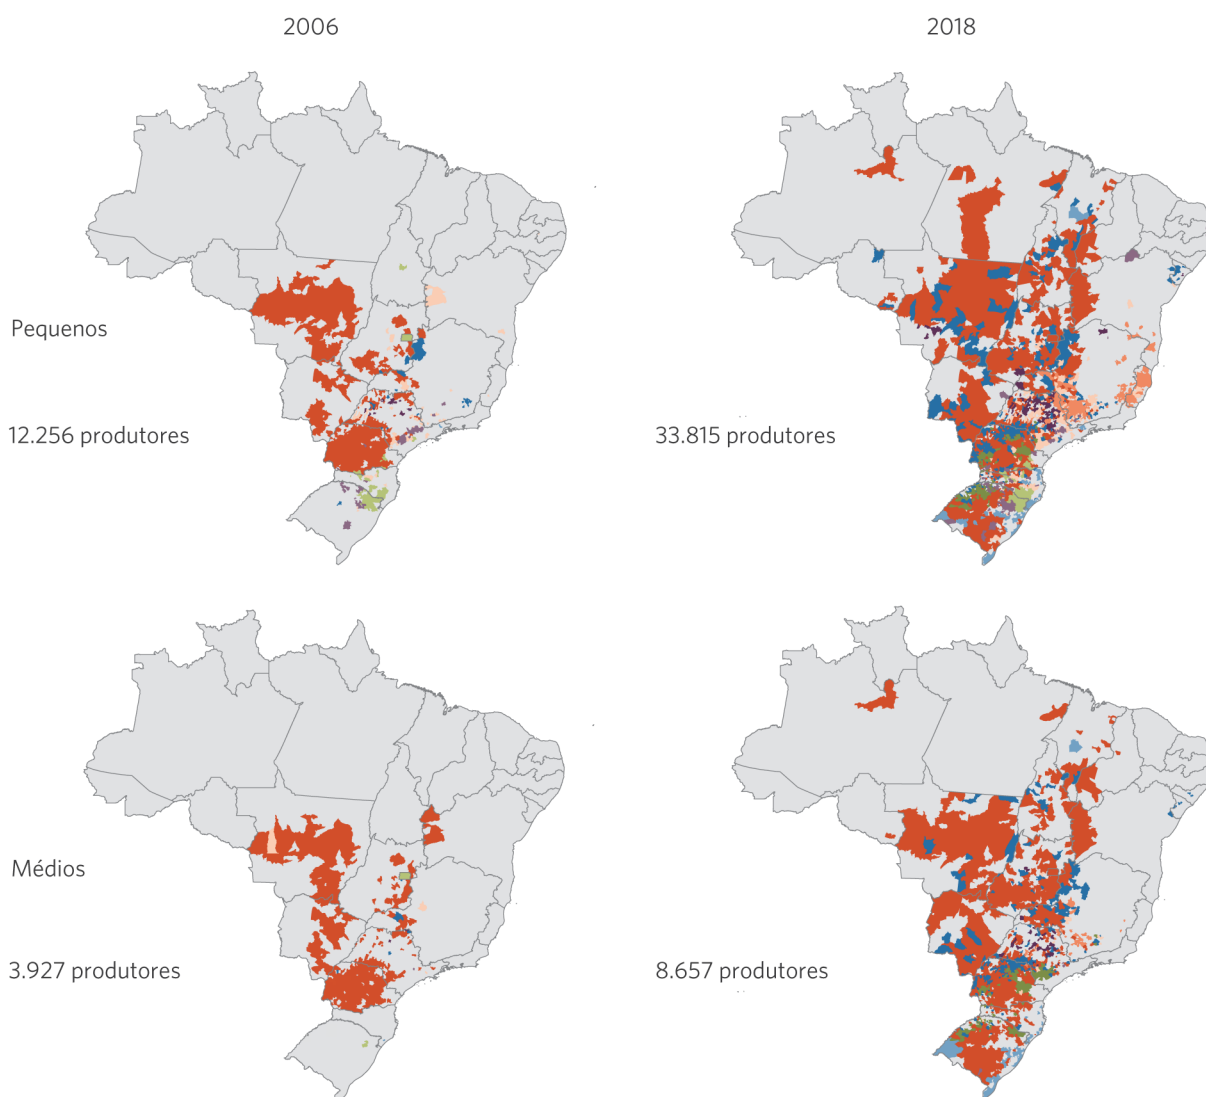 2006
2018
Pequenos
12.256 produtores
33.815 produtores
Médios
3.927 produtores
8.657 produtores